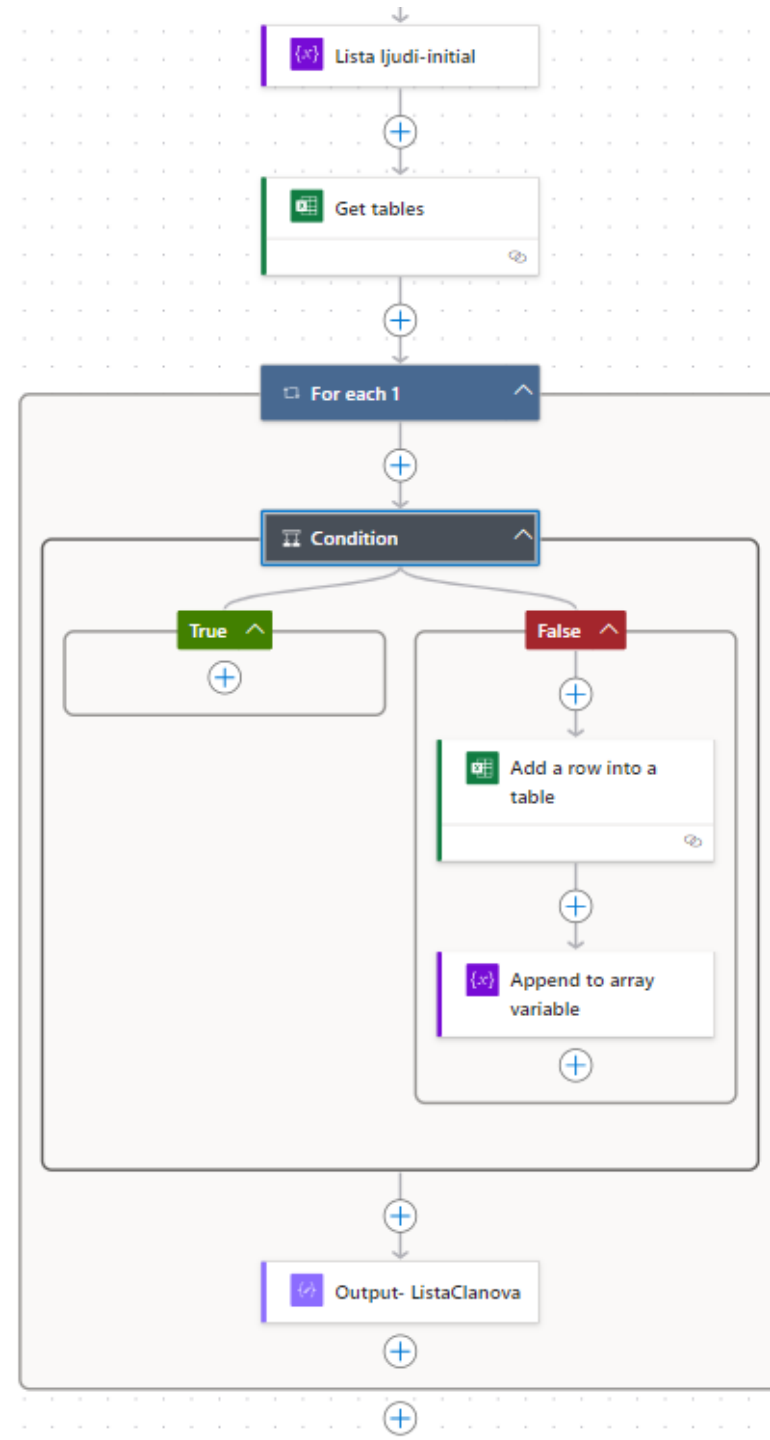 Lista ljudi-initial
Get tables
For each 1
Condition
True
False
Add a row into a
table
Append to array
variable
Output- ListaClanova